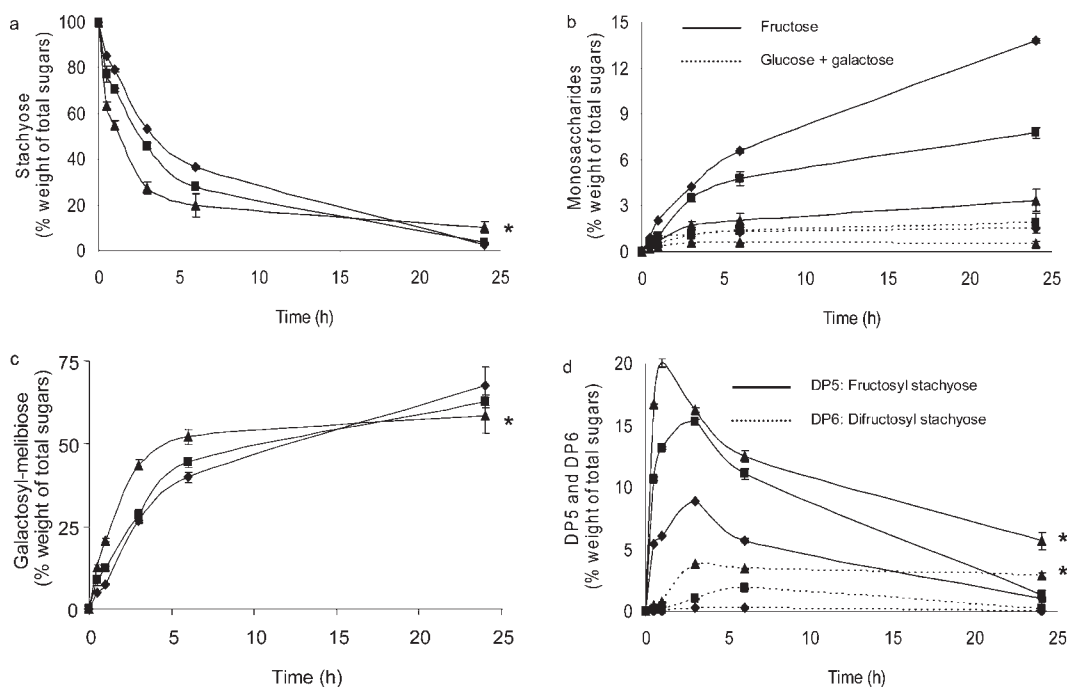 a
Stachyose
(% weight of total sugars)
100
80
60
40
20
0
*
0 5 10 15 20 25
Time (h)
b
Monosaccharides
(% weight of total sugars)
15
12
9
6
3
0
Fructose
Glucose + galactose
0 5 10 15 20 25
Time (h)
c
Galactosyl-melibiose
(% weight of total sugars)
75
50
25
0
*
0 5 10 15 20 25
Time (h)
d
DP5 and DP6
(% weight of total sugars)
20
15
10
5
0
DP5: Fructosyl stachyose
DP6: Difructosyl stachyose
*
*
0 5 10 15 20 25
Time (h)